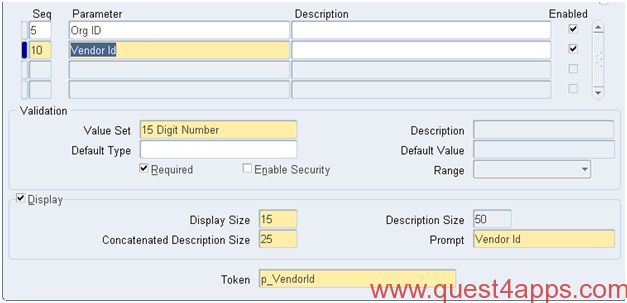 Seq Parameter Description Enabled
5 Org ID
10 Vendor Id
Validation
Value Set 15 Digit Number Description
Default Type Default Value
Required Enable Security Range
Display
Display Size 15 Description Size 50
Concatenated Description Size 25 Prompt Vendor Id
Token p_VendorId
www.quest4apps.com